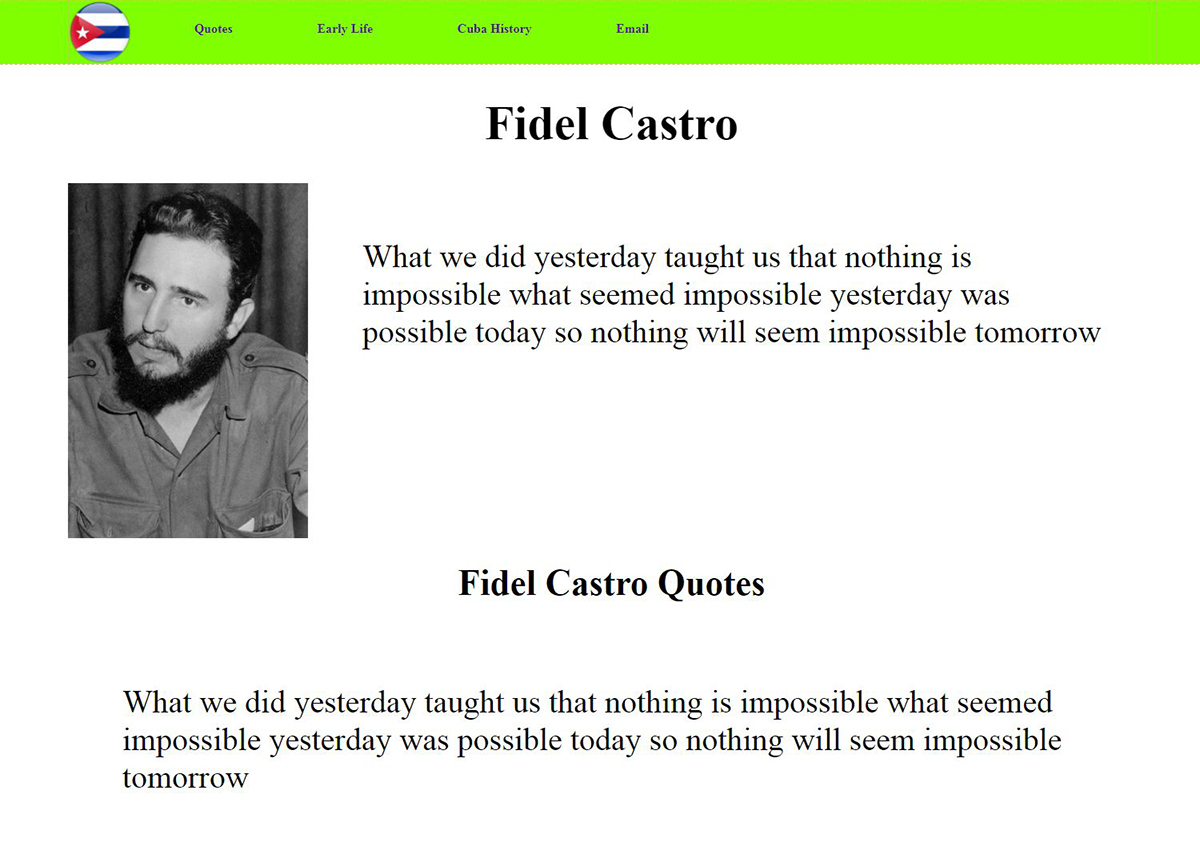 Quotes Early Life Cuba History Email
Fidel Castro
What we did yesterday taught us that nothing is
impossible what seemed impossible yesterday was
possible today so nothing will seem impossible tomorrow
Fidel Castro Quotes
What we did yesterday taught us that nothing is impossible what seemed
impossible yesterday was possible today so nothing will seem impossible
tomorrow